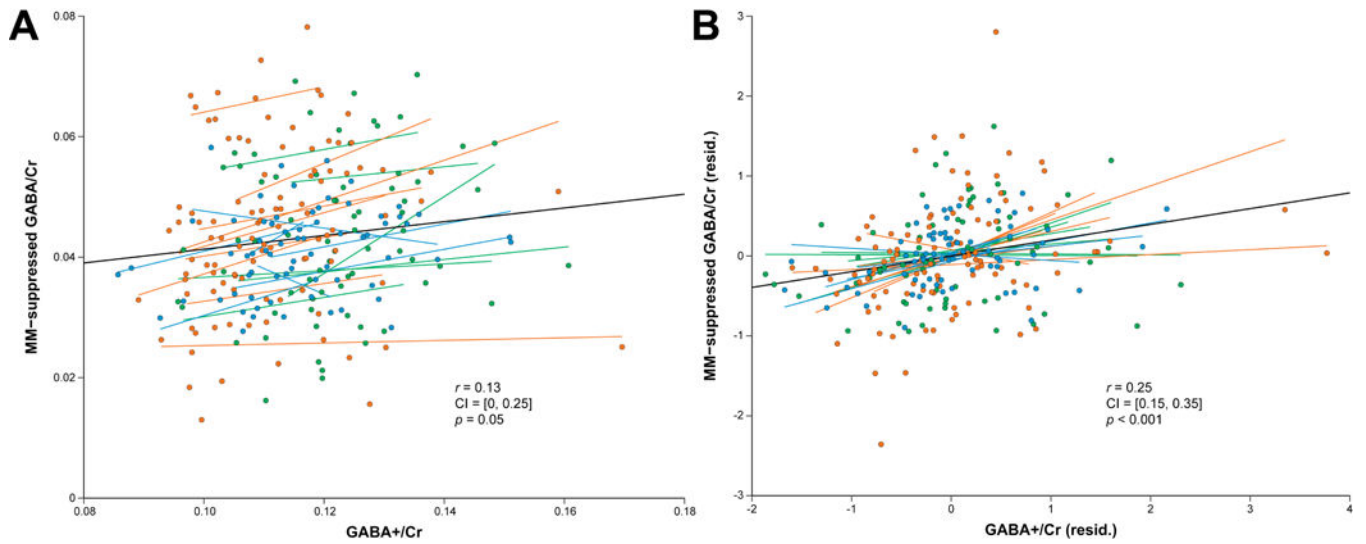 A
0.08
0.06
0.04
0.02
0
MM−suppressed GABA/Cr
r = 0.13
CI = [0, 0.25]
p = 0.05
0.08 0.10 0.12 0.14 0.16 0.18
GABA+/Cr
B
3
2
1
0
-1
-2
-3
MM−suppressed GABA/Cr (resid.)
r = 0.25
CI = [0.15, 0.35]
p < 0.001
-2 -1 0 1 2 3 4
GABA+/Cr (resid.)